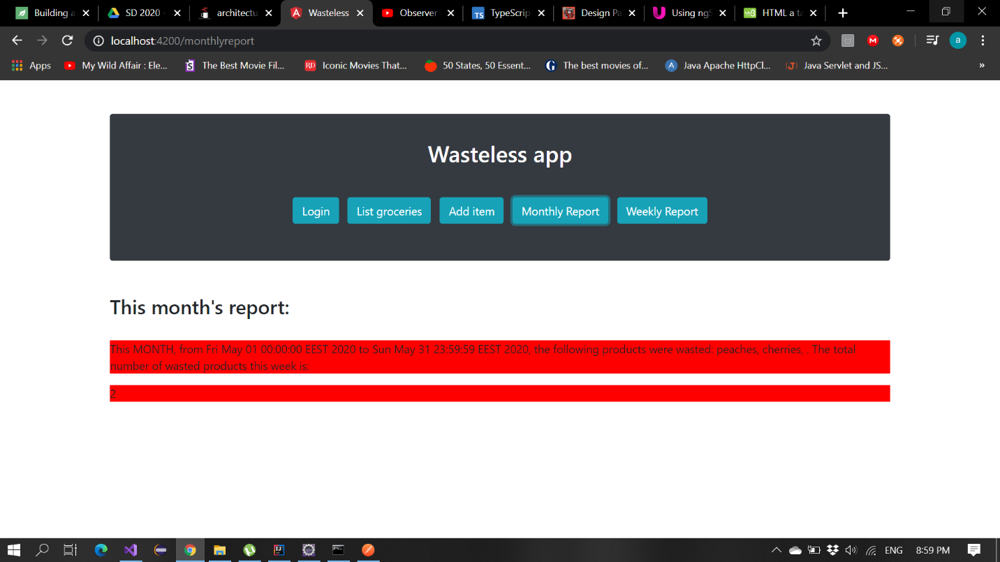 Building a
SD 2020 -
architectu
Wasteless
Observer
TS
TypeScrip
Design Pa
Using ngS
HTML a ta
localhost:4200/monthlyreport
M
a
Apps
My Wild Affair : Ele...
The Best Movie Fil...
RD
Iconic Movies That...
50 States, 50 Essent...
The best movies of...
Java Apache HttpCl...
Java Servlet and JS...
»
Wasteless app
Login
List groceries
Add item
Monthly Report
Weekly Report
This month's report:
This MONTH, from Fri May 01 00:00:00 EEST 2020 to Sun May 31 23:59:59 EEST 2020, the following products were wasted: peaches, cherries, . The total
number of wasted products this week is:
2
ENG
8:59 PM